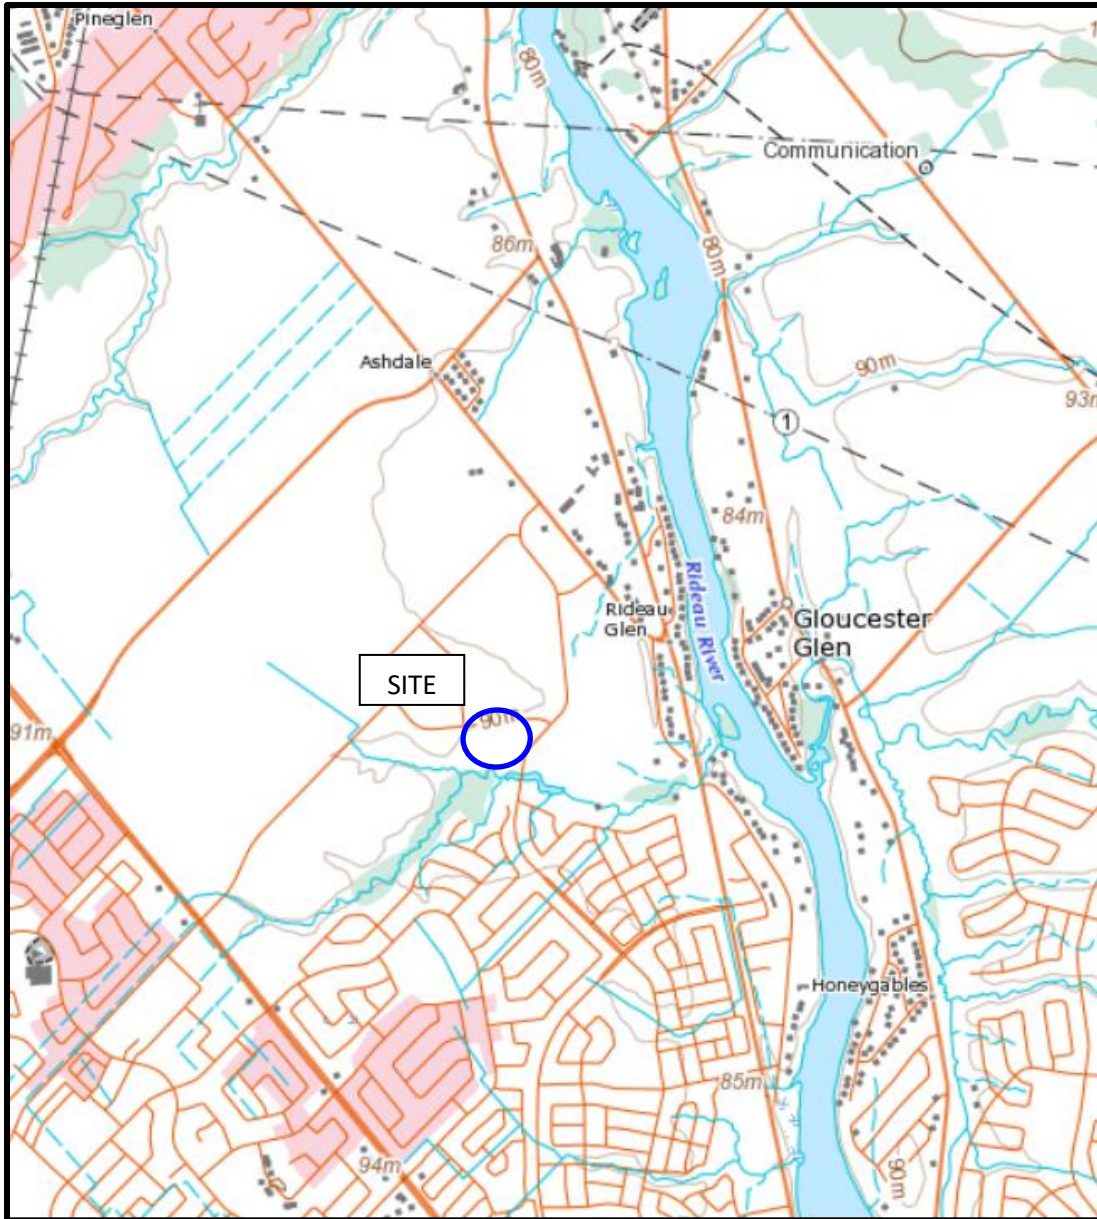 Pineglen
80m
Communication
86m
80m
Ashdale
90m
93m
1
84m
Rideau River
Rideau
Glen
Gloucester
Glen
SITE
90m
91m
Honeygables
85m
94m
90m